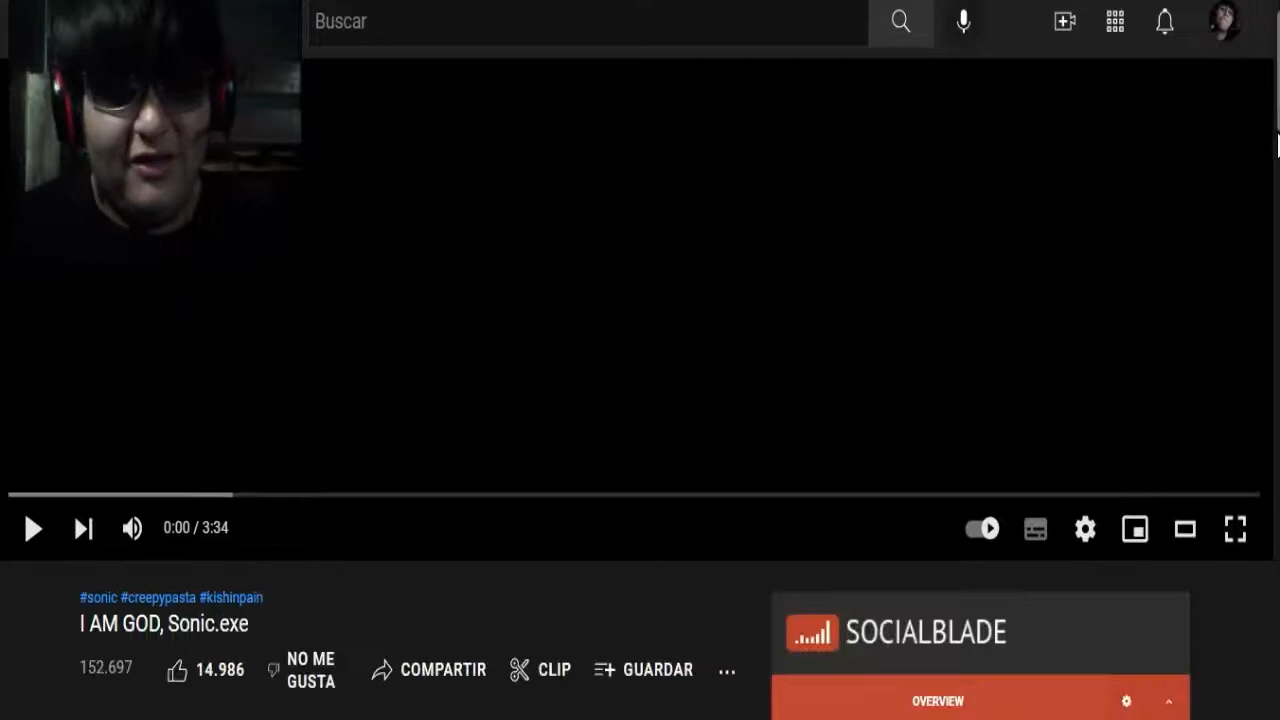 Buscar
0:00 / 3:34
#sonic #creepypasta #kishinpain
I AM GOD, Sonic.exe
152.697
14.986
NO ME
GUSTA
COMPARTIR
CLIP
GUARDAR
...
SOCIALBLADE
OVERVIEW